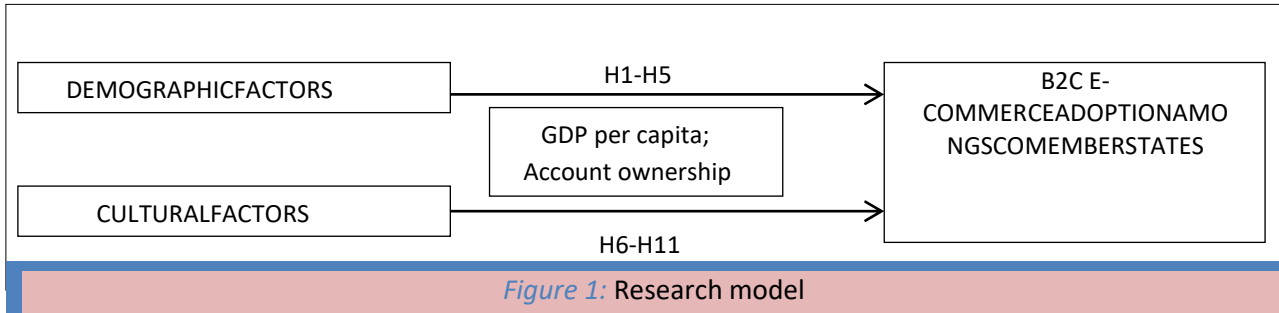 DEMOGRAPHICFACTORS
H1-H5
B2C E-
COMMERCEADOPTIONAMO
NGSCOMEMBERSTATES
GDP per capita;
Account ownership
CULTURALFACTORS
H6-H11
Figure 1: Research model